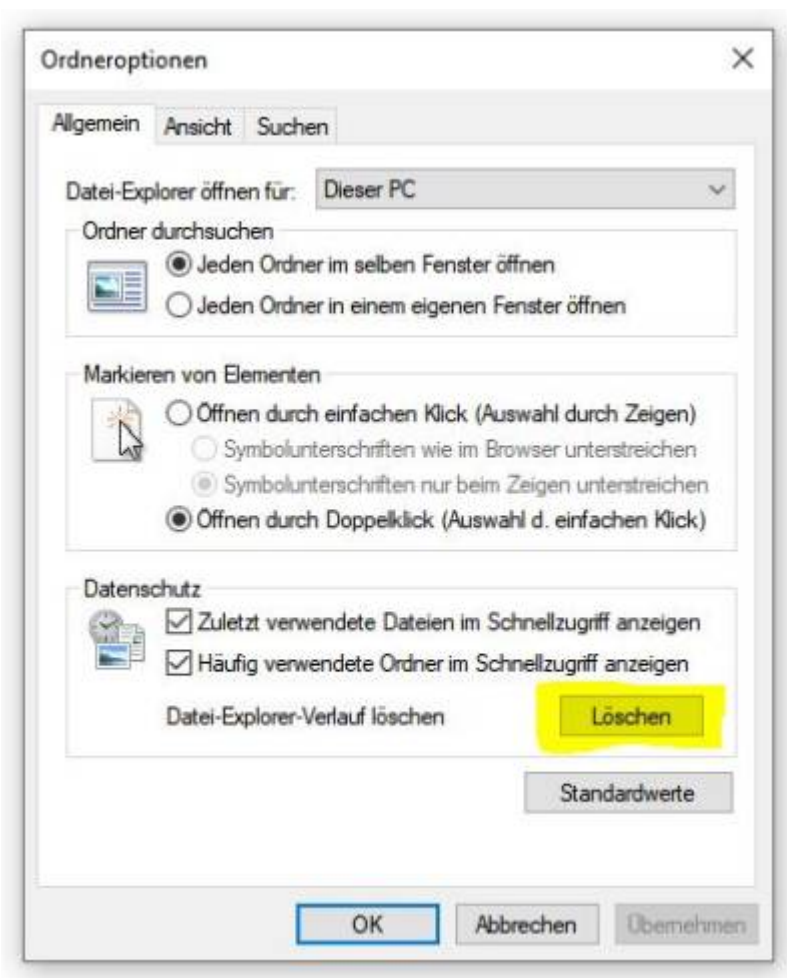 Ordneroptionen
Allgemein Ansicht Suchen
Datei-Explorer öffnen für: Dieser PC
Ordner durchsuchen
Jeden Ordner im selben Fenster öffnen
Jeden Ordner in einem eigenen Fenster öffnen
Markieren von Elementen
Öffnen durch einfachen Klick (Auswahl durch Zeigen)
Symbolunterschriften wie im Browser unterstreichen
Symbolunterschriften nur beim Zeigen unterstreichen
Öffnen durch Doppelklick (Auswahl d. einfachen Klick)
Datenschutz
Zuletzt verwendete Dateien im Schnellzugriff anzeigen
Häufig verwendete Ordner im Schnellzugriff anzeigen
Datei-Explorer-Verlauf löschen Löschen
Standardwerte
OK Abbrechen Übernehmen